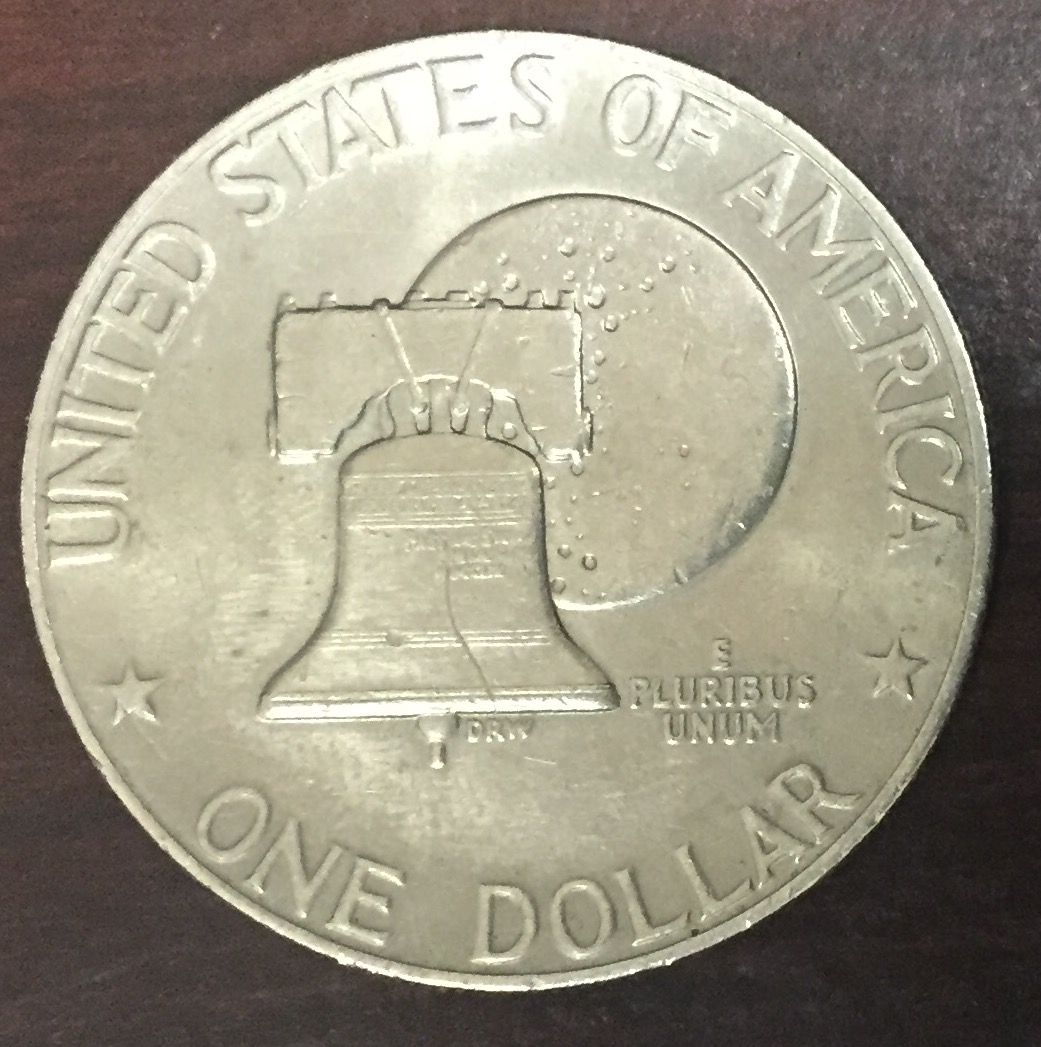 UNITED STATES OF AMERICA
DRW
E
PLURIBUS
UNUM
ONE DOLLAR